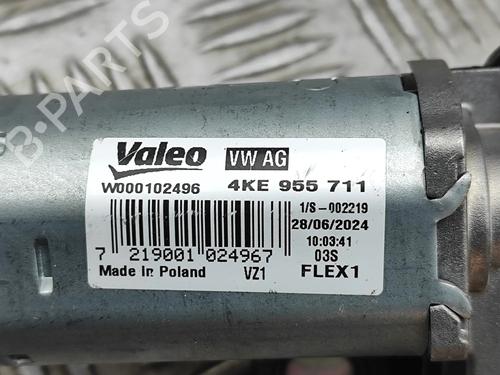 B-PARTS
Valeo VW AG
W000102496 4KE 955 711
1/S-002219
28/06/2024
10:03:41
7 219001 024967 03S
Made in Poland VZ1 FLEX1